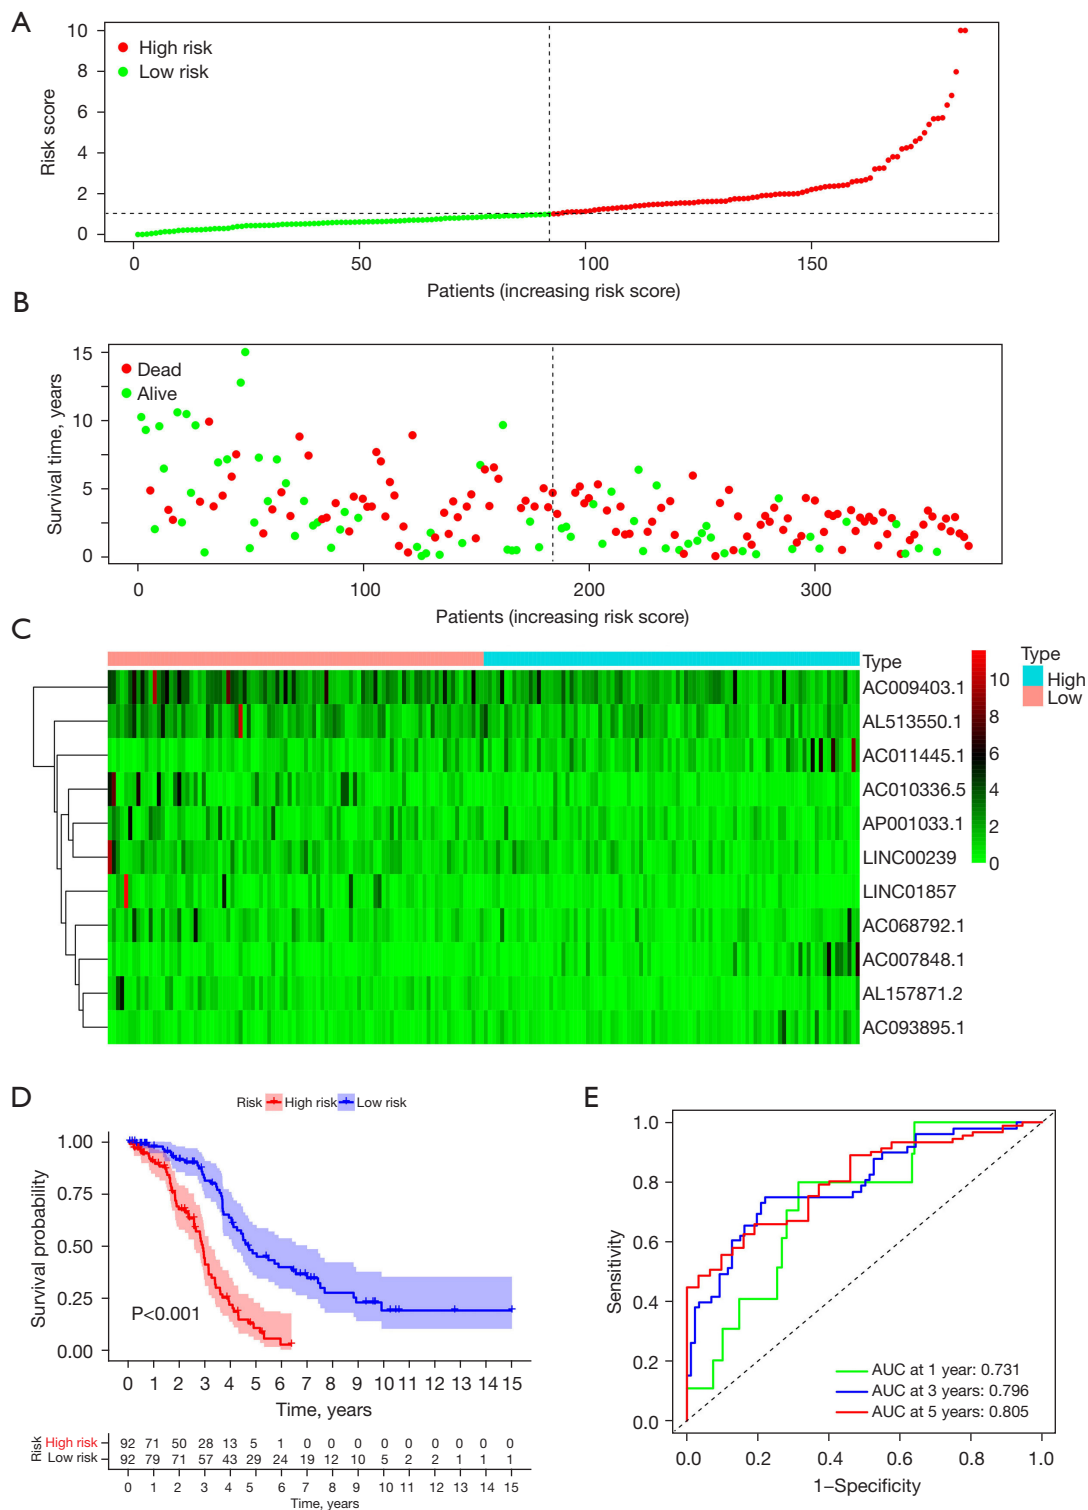 A
10
8
6
4
2
0
Risk score
High risk
Low risk
0 50 100 150
Patients (increasing risk score)
B
15
10
5
0
Survival time, years
Dead
Alive
0 100 200 300
Patients (increasing risk score)
C
Type
AC009403.1
AL513550.1
AC011445.1
AC010336.5
AP001033.1
LINC00239
LINC01857
AC068792.1
AC007848.1
AL157871.2
AC093895.1
10
8
6
4
2
0
Type
High
Low
D
Risk High risk Low risk
1.00
0.75
0.50
0.25
0.00
Survival probability
P<0.001
0 1 2 3 4 5 6 7 8 9 10 11 12 13 14 15
Time, years
Risk
High risk 92 71 50 28 13 5 1 0 0 0 0 0 0 0 0 0
Low risk 92 79 71 57 43 29 24 19 12 10 5 2 2 1 1 1
0 1 2 3 4 5 6 7 8 9 10 11 12 13 14 15
Time, years
E
1.0
0.8
0.6
0.4
0.2
0.0
Sensitivity
AUC at 1 year: 0.731
AUC at 3 years: 0.796
AUC at 5 years: 0.805
0.0 0.2 0.4 0.6 0.8 1.0
1–Specificity